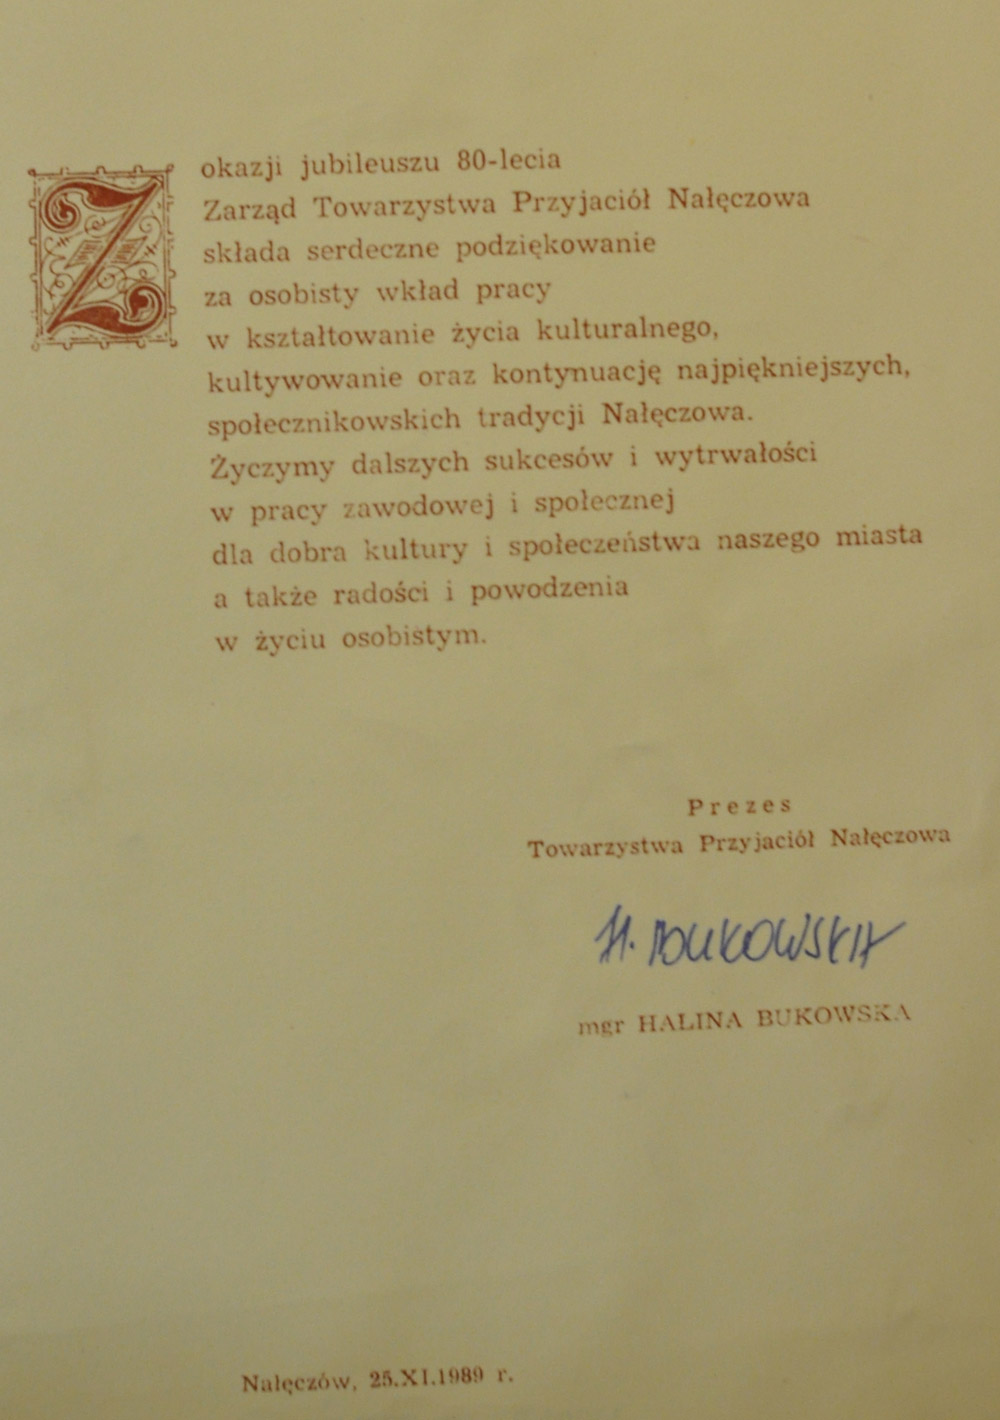 Z okazji jubileuszu 80-lecia
Zarząd Towarzystwa Przyjaciół Nałęczowa
składa serdeczne podziękowanie
za osobisty wkład pracy
w kształtowanie życia kulturalnego,
kultywowanie oraz kontynuację najpiękniejszych,
społecznikowskich tradycji Nałęczowa.
Życzymy dalszych sukcesów i wytrwałości
w pracy zawodowej i społecznej
dla dobra kultury i społeczeństwa naszego miasta
a także radości i powodzenia
w życiu osobistym.
Prezes
Towarzystwa Przyjaciół Nałęczowa
H. BUKOWSKA
mgr HALINA BUKOWSKA
Nałęczów, 25.XI.1989 r.